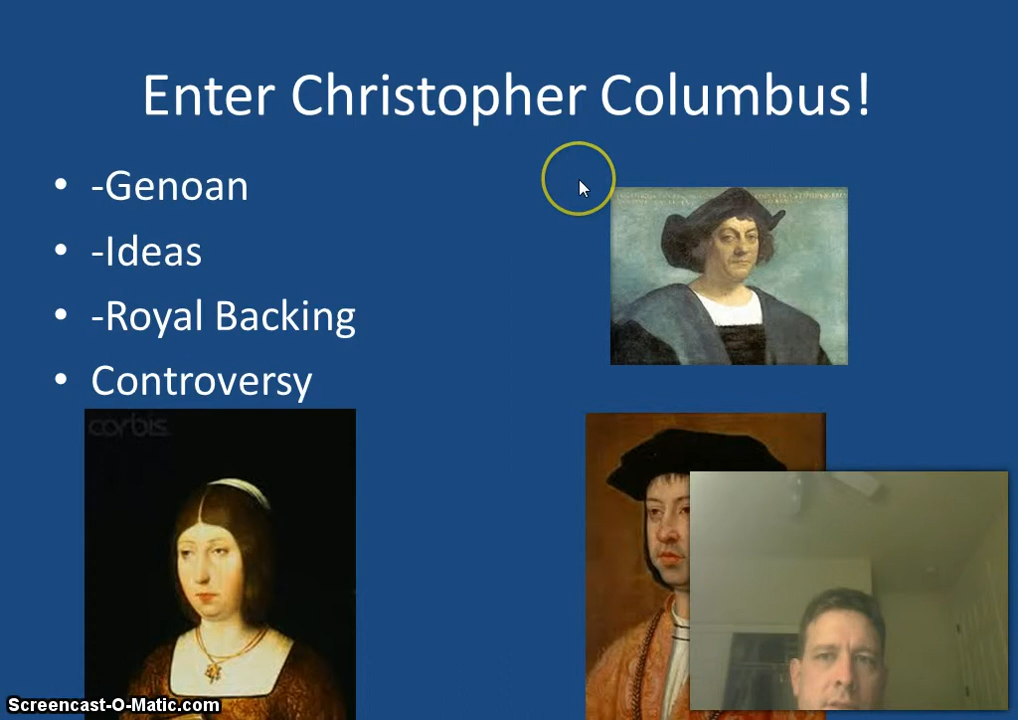 Enter Christopher Columbus!
• -Genoan
• -Ideas
• -Royal Backing
• Controversy
corbis
Screencast-O-Matic.com